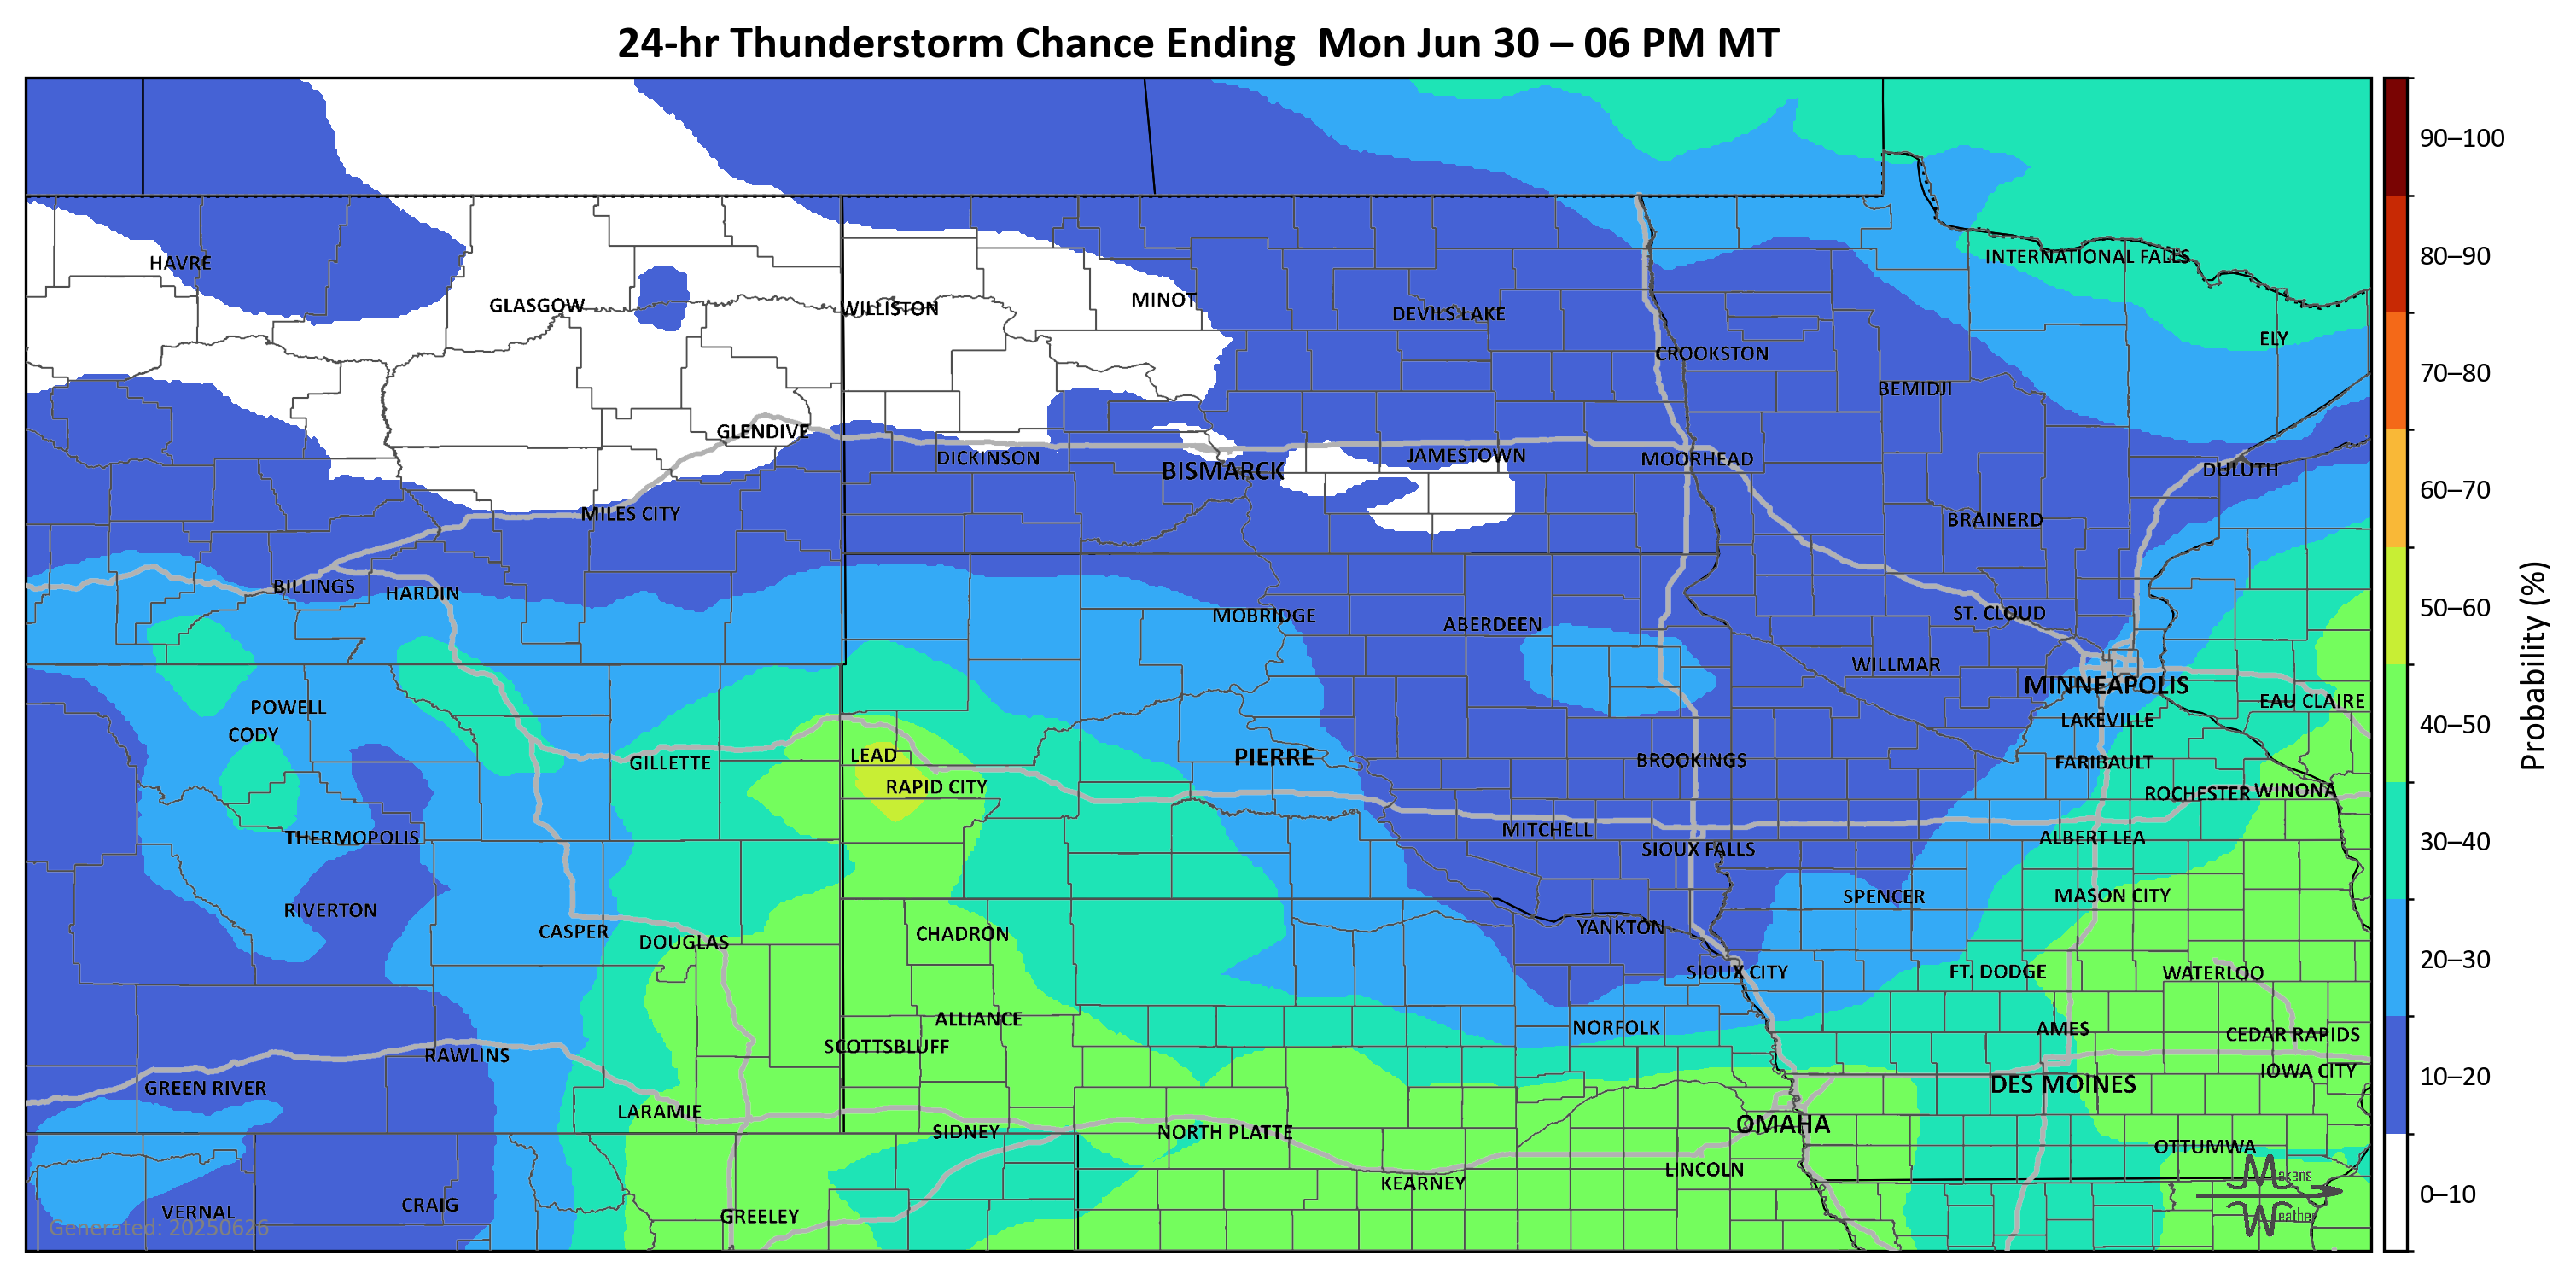 24-hr Thunderstorm Chance Ending  Mon Jun 30 – 06 PM MT
90–100
80–90
70–80
60–70
50–60
40–50
30–40
20–30
10–20
0–10
Probability (%)
HAVRE
INTERNATIONAL FALLS
GLASGOW
WILLISTON
MINOT
DEVILS LAKE
ELY
CROOKSTON
BEMIDJI
GLENDIVE
DICKINSON
BISMARCK
JAMESTOWN
MOORHEAD
DULUTH
MILES CITY
BRAINERD
BILLINGS
HARDIN
MOBRIDGE
ABERDEEN
ST. CLOUD
WILLMAR
MINNEAPOLIS
POWELL
EAU CLAIRE
CODY
LAKEVILLE
GILLETTE
LEAD
PIERRE
BROOKINGS
FARIBAULT
RAPID CITY
ROCHESTER
WINONA
THERMOPOLIS
MITCHELL
ALBERT LEA
SIOUX FALLS
RIVERTON
SPENCER
MASON CITY
CASPER
DOUGLAS
CHADRON
YANKTON
SIOUX CITY
FT. DODGE
WATERLOO
ALLIANCE
NORFOLK
AMES
CEDAR RAPIDS
RAWLINS
SCOTTSBLUFF
GREEN RIVER
DES MOINES
IOWA CITY
LARAMIE
SIDNEY
NORTH PLATTE
OMAHA
OTTUMWA
LINCOLN
KEARNEY
VERNAL
CRAIG
GREELEY
Makens
Weather
Generated: 20250626